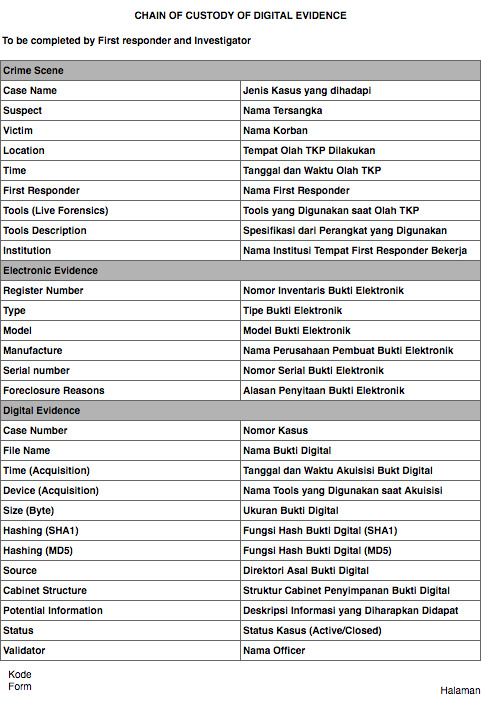 CHAIN OF CUSTODY OF DIGITAL EVIDENCE
To be completed by First responder and Investigator
Crime Scene
Case Name Jenis Kasus yang dihadapi
Suspect Nama Tersangka
Victim Nama Korban
Location Tempat Olah TKP Dilakukan
Time Tanggal dan Waktu Olah TKP
First Responder Nama First Responder
Tools (Live Forensics) Tools yang Digunakan saat Olah TKP
Tools Description Spesifikasi dari Perangkat yang Digunakan
Institution Nama Institusi Tempat First Responder Bekerja
Electronic Evidence
Register Number Nomor Inventaris Bukti Elektronik
Type Tipe Bukti Elektronik
Model Model Bukti Elektronik
Manufacture Nama Perusahaan Pembuat Bukti Elektronik
Serial number Nomor Serial Bukti Elektronik
Foreclosure Reasons Alasan Penyitaan Bukti Elektronik
Digital Evidence
Case Number Nomor Kasus
File Name Nama Bukti Digital
Time (Acquisition) Tanggal dan Waktu Akuisisi Bukt Digital
Device (Acquisition) Nama Tools yang Digunakan saat Akuisisi
Size (Byte) Ukuran Bukti Digital
Hashing (SHA1) Fungsi Hash Bukti Dgital (SHA1)
Hashing (MD5) Fungsi Hash Bukti Dgtal (MD5)
Source Direktori Asal Bukti Digital
Cabinet Structure Struktur Cabinet Penyimpanan Bukti Digital
Potential Information Deskripsi Informasi yang Diharapkan Didapat
Status Status Kasus (Active/Closed)
Validator Nama Officer
Kode
Form
Halaman